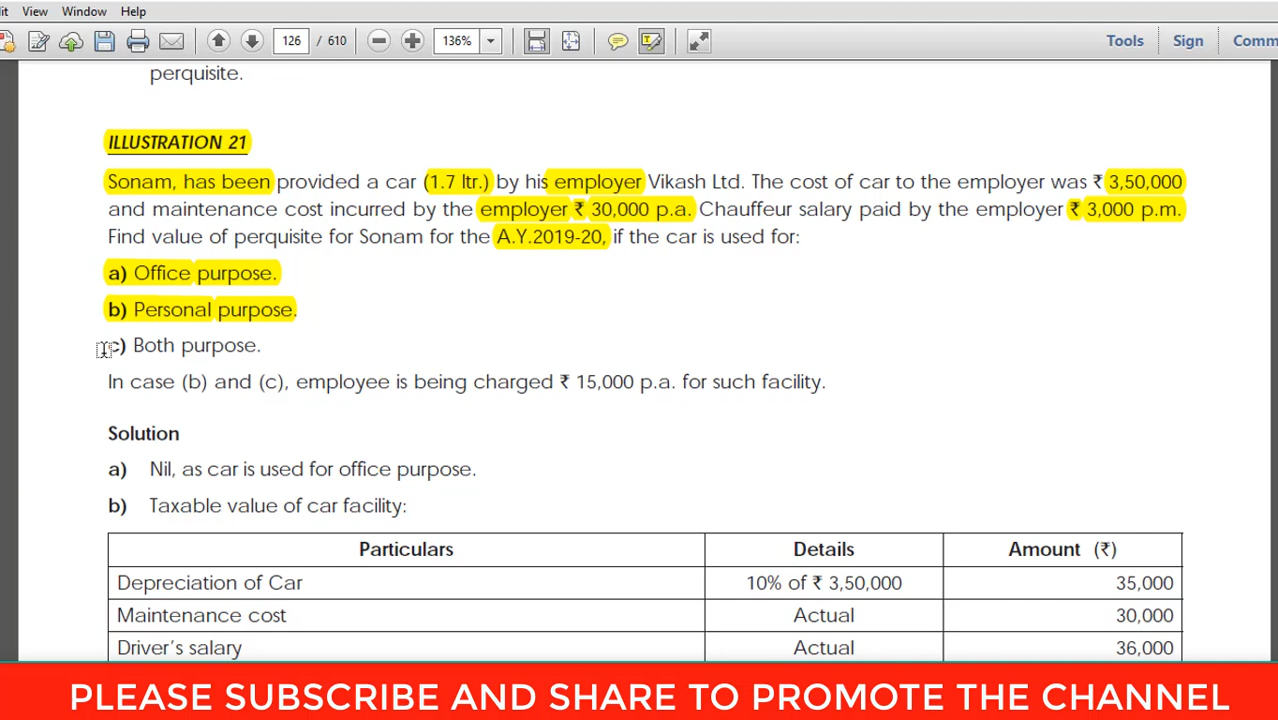 it View Window Help
126 / 610 136% Tools Sign Comm
perquisite.
ILLUSTRATION 21
Sonam, has been provided a car (1.7 ltr.) by his employer Vikash Ltd. The cost of car to the employer was ₹ 3,50,000
and maintenance cost incurred by the employer ₹ 30,000 p.a. Chauffeur salary paid by the employer ₹ 3,000 p.m.
Find value of perquisite for Sonam for the A.Y.2019-20, if the car is used for:
a) Office purpose.
b) Personal purpose.
c) Both purpose.
In case (b) and (c), employee is being charged ₹ 15,000 p.a. for such facility.
Solution
a) Nil, as car is used for office purpose.
b) Taxable value of car facility:
Particulars Details Amount (₹)
Depreciation of Car 10% of ₹ 3,50,000 35,000
Maintenance cost Actual 30,000
Driver's salary Actual 36,000
PLEASE SUBSCRIBE AND SHARE TO PROMOTE THE CHANNEL